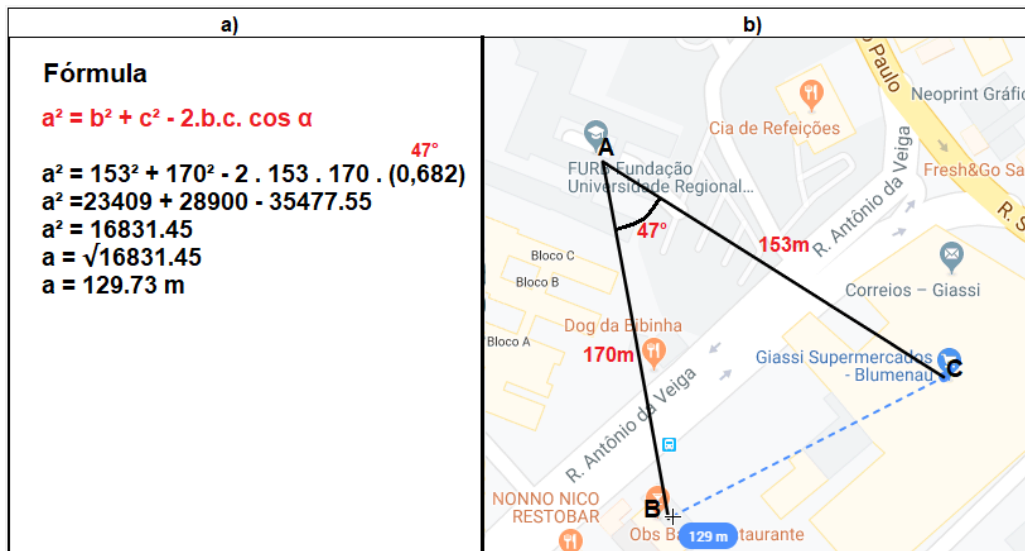 a)
Fórmula
a² = b² + c² - 2.b.c. cos α
47°
a² = 153² + 170² - 2 . 153 . 170 . (0,682)
a² =23409 + 28900 - 35477.55
a² = 16831.45
a = √16831.45
a = 129.73 m
b)
Paulo
Neoprint Gráfic
Cia de Refeições
A
FURB Fundação
Universidade Regional...
R. Antônio da Veiga
Fresh&Go Sa
R. S
47°
153m
Bloco C
Bloco B
Correios – Giassi
Dog da Bibinha
Bloco A
170m
Giassi Supermercados
- Blumenau
C
R. Antônio da Veiga
NONNO NICO
RESTOBAR
B
Obs Ba taurante
129 m